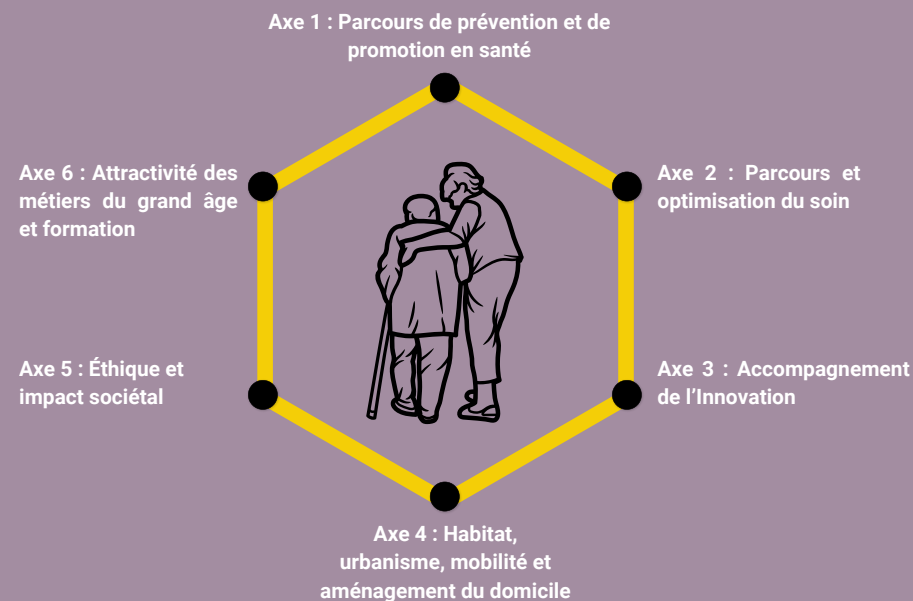 Axe 1 : Parcours de prévention et de
promotion en santé
Axe 2 : Parcours et
optimisation du soin
Axe 3 : Accompagnement
de l’Innovation
Axe 4 : Habitat,
urbanisme, mobilité et
aménagement du domicile
Axe 5 : Éthique et
impact sociétal
Axe 6 : Attractivité des
métiers du grand âge
et formation